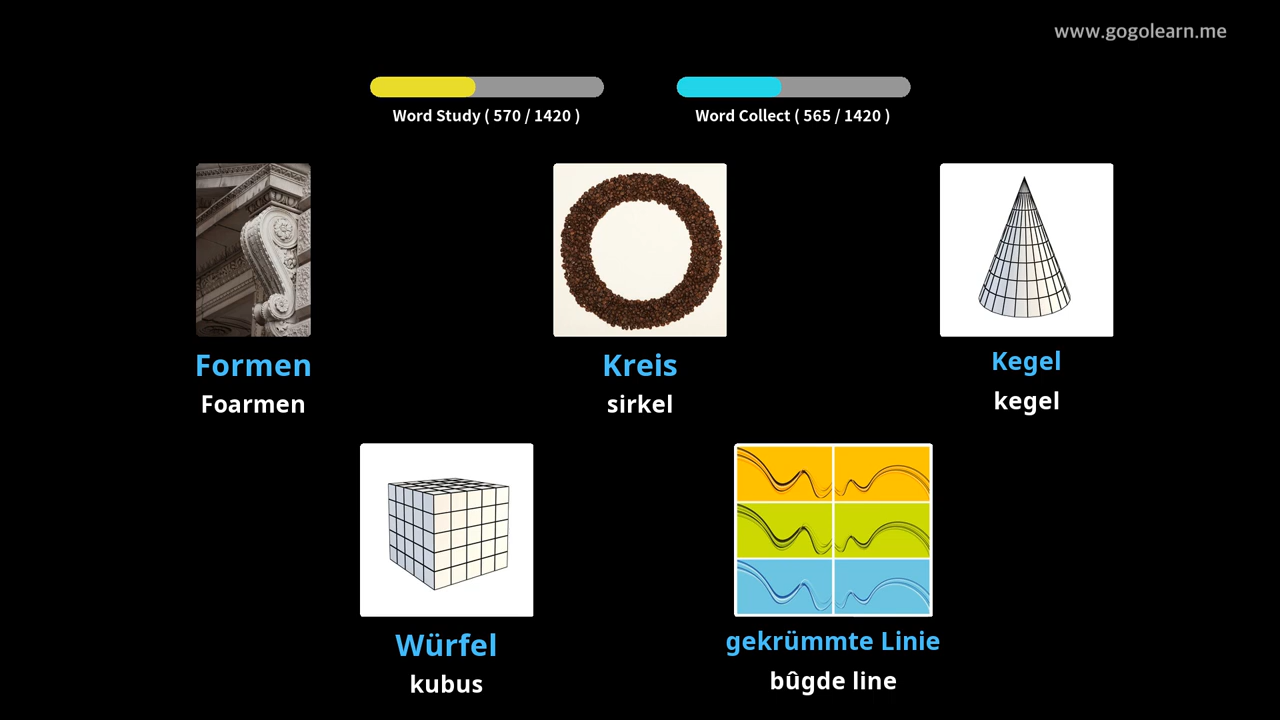 www.gogolearn.me
Word Study ( 570 / 1420 )
Word Collect ( 565 / 1420 )
Formen
Foarmen
Kreis
sirkel
Kegel
kegel
Würfel
kubus
gekrümmte Linie
bûgde line